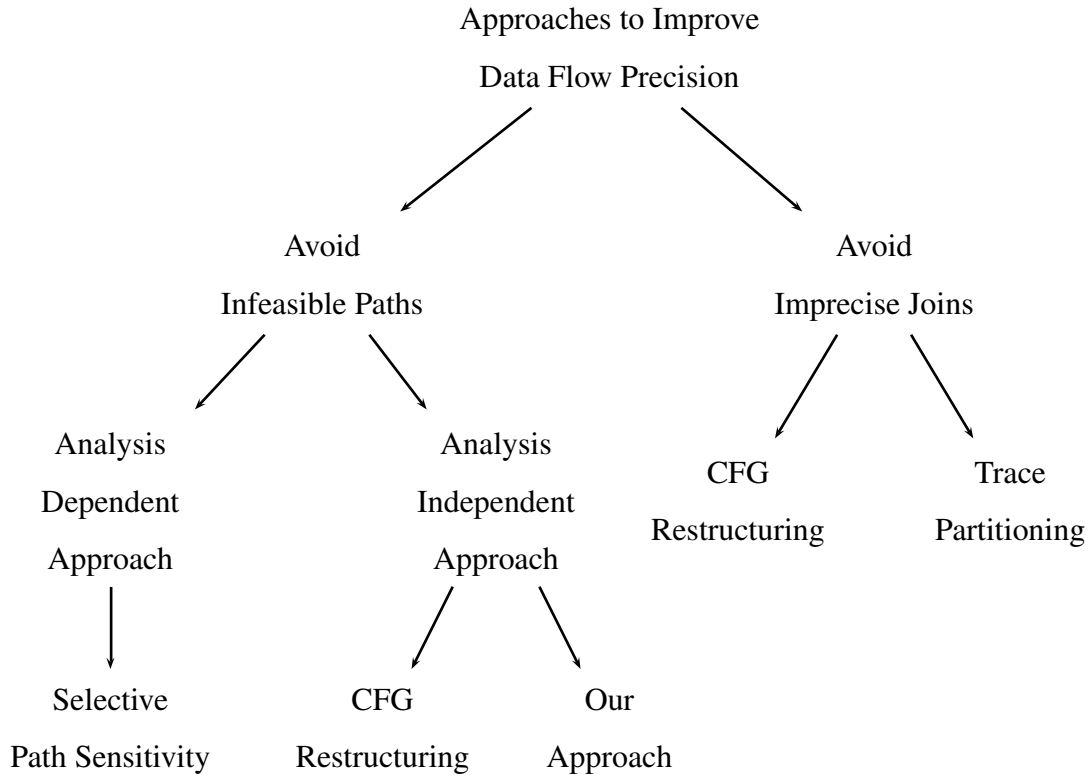 Approaches to Improve
Data Flow Precision
Avoid
Infeasible Paths
Avoid
Imprecise Joins
Analysis
Dependent
Approach
Analysis
Independent
Approach
CFG
Restructuring
Trace
Partitioning
Selective
Path Sensitivity
CFG
Restructuring
Our
Approach